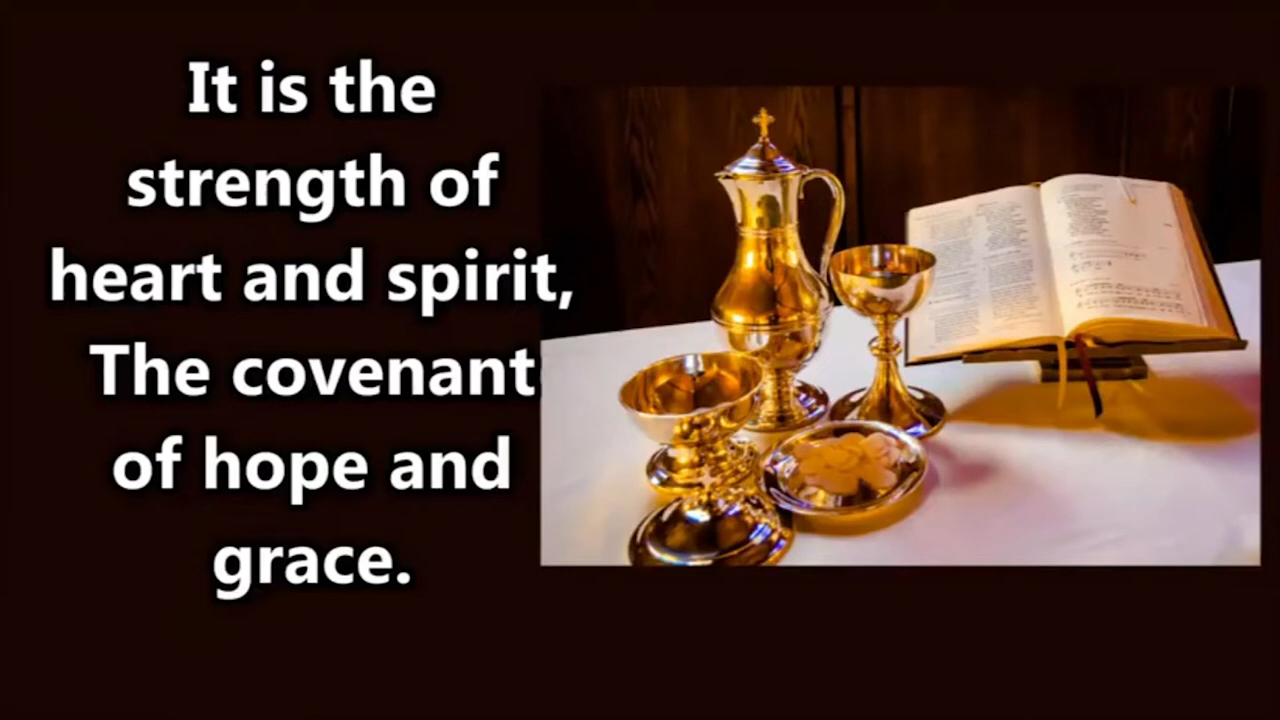 It is the
strength of
heart and spirit,
The covenant
of hope and
grace.